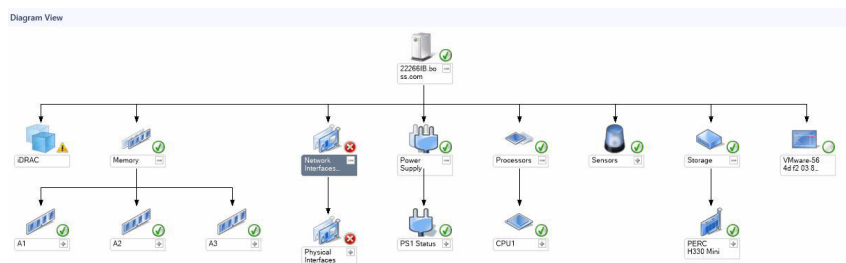 Diagram View
22266IB.bo
ss.com
iDRAC
Memory
Network
Interfaces...
Power
Supply
Processors
Sensors
Storage
VMware-56
4d f2 03 8...
A1
A2
A3
Physical
Interfaces
PS1 Status
CPU1
PERC
H330 Mini